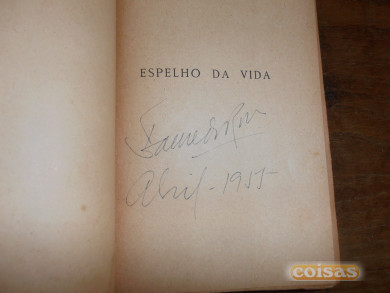 ESPELHO DA VIDA
Abril - 1955 -
coisas